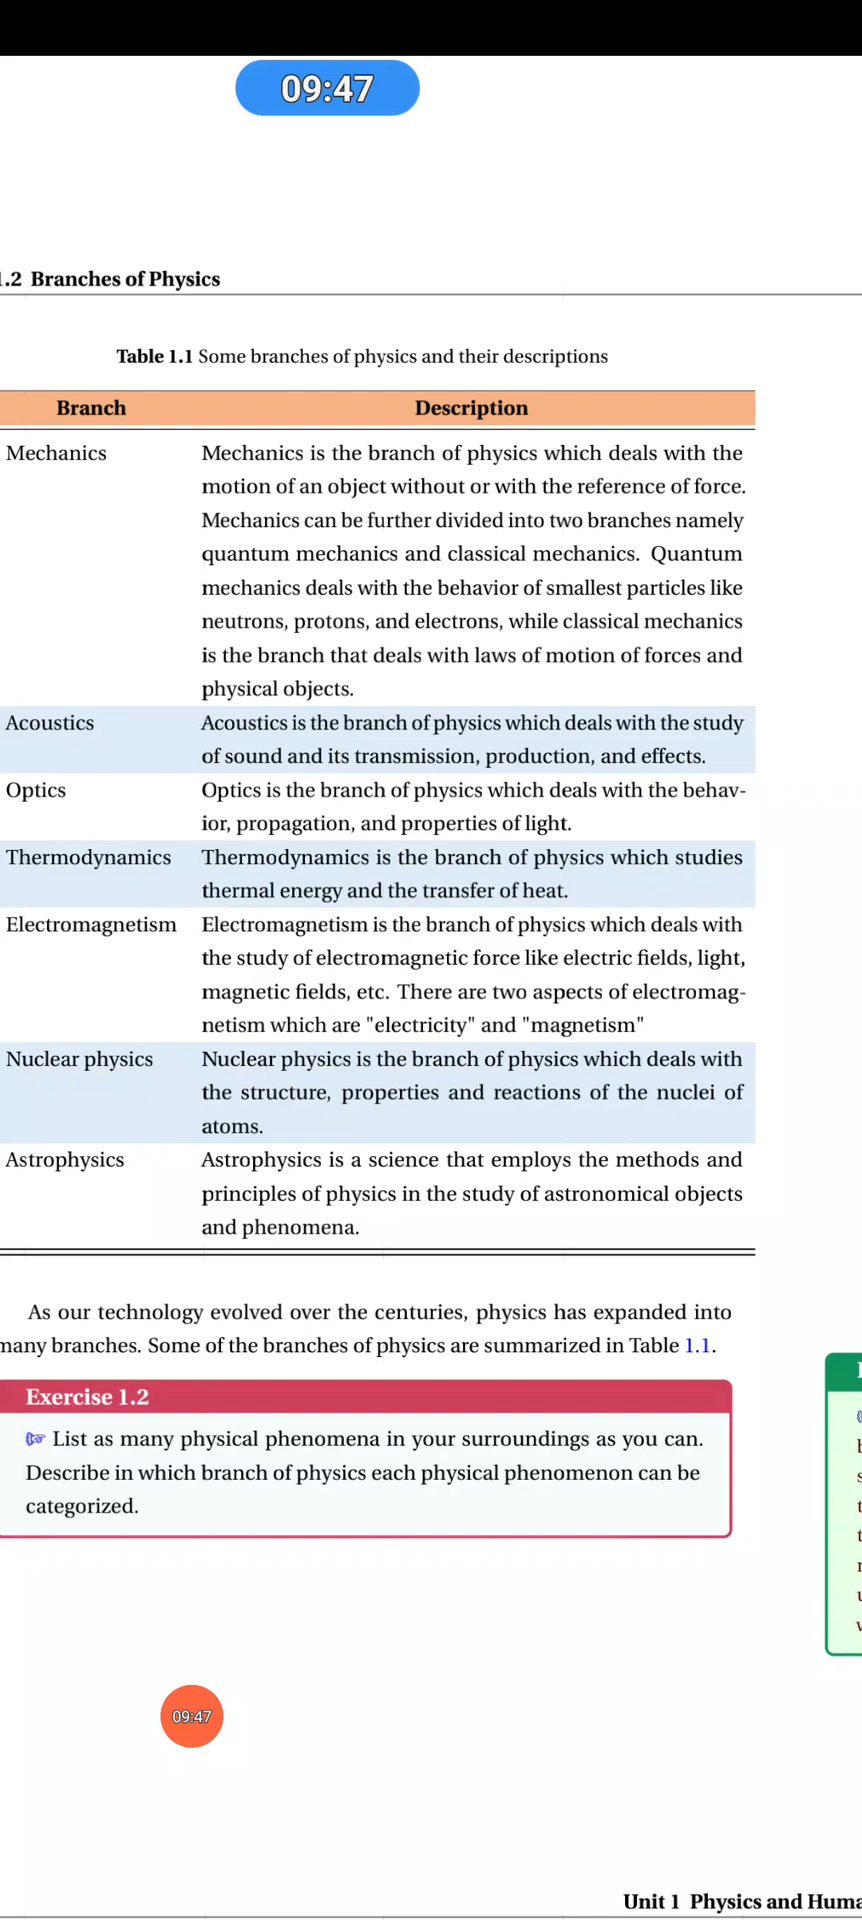 09:47
.2 Branches of Physics
Table 1.1 Some branches of physics and their descriptions
Branch Description
Mechanics Mechanics is the branch of physics which deals with the
motion of an object without or with the reference of force.
Mechanics can be further divided into two branches namely
quantum mechanics and classical mechanics. Quantum
mechanics deals with the behavior of smallest particles like
neutrons, protons, and electrons, while classical mechanics
is the branch that deals with laws of motion of forces and
physical objects.
Acoustics Acoustics is the branch of physics which deals with the study
of sound and its transmission, production, and effects.
Optics Optics is the branch of physics which deals with the behav-
ior, propagation, and properties of light.
Thermodynamics Thermodynamics is the branch of physics which studies
thermal energy and the transfer of heat.
Electromagnetism Electromagnetism is the branch of physics which deals with
the study of electromagnetic force like electric fields, light,
magnetic fields, etc. There are two aspects of electromag-
netism which are "electricity" and "magnetism"
Nuclear physics Nuclear physics is the branch of physics which deals with
the structure, properties and reactions of the nuclei of
atoms.
Astrophysics Astrophysics is a science that employs the methods and
principles of physics in the study of astronomical objects
and phenomena.
As our technology evolved over the centuries, physics has expanded into
many branches. Some of the branches of physics are summarized in Table 1.1.
Exercise 1.2
List as many physical phenomena in your surroundings as you can.
Describe in which branch of physics each physical phenomenon can be
categorized.
09:47
Unit 1 Physics and Huma